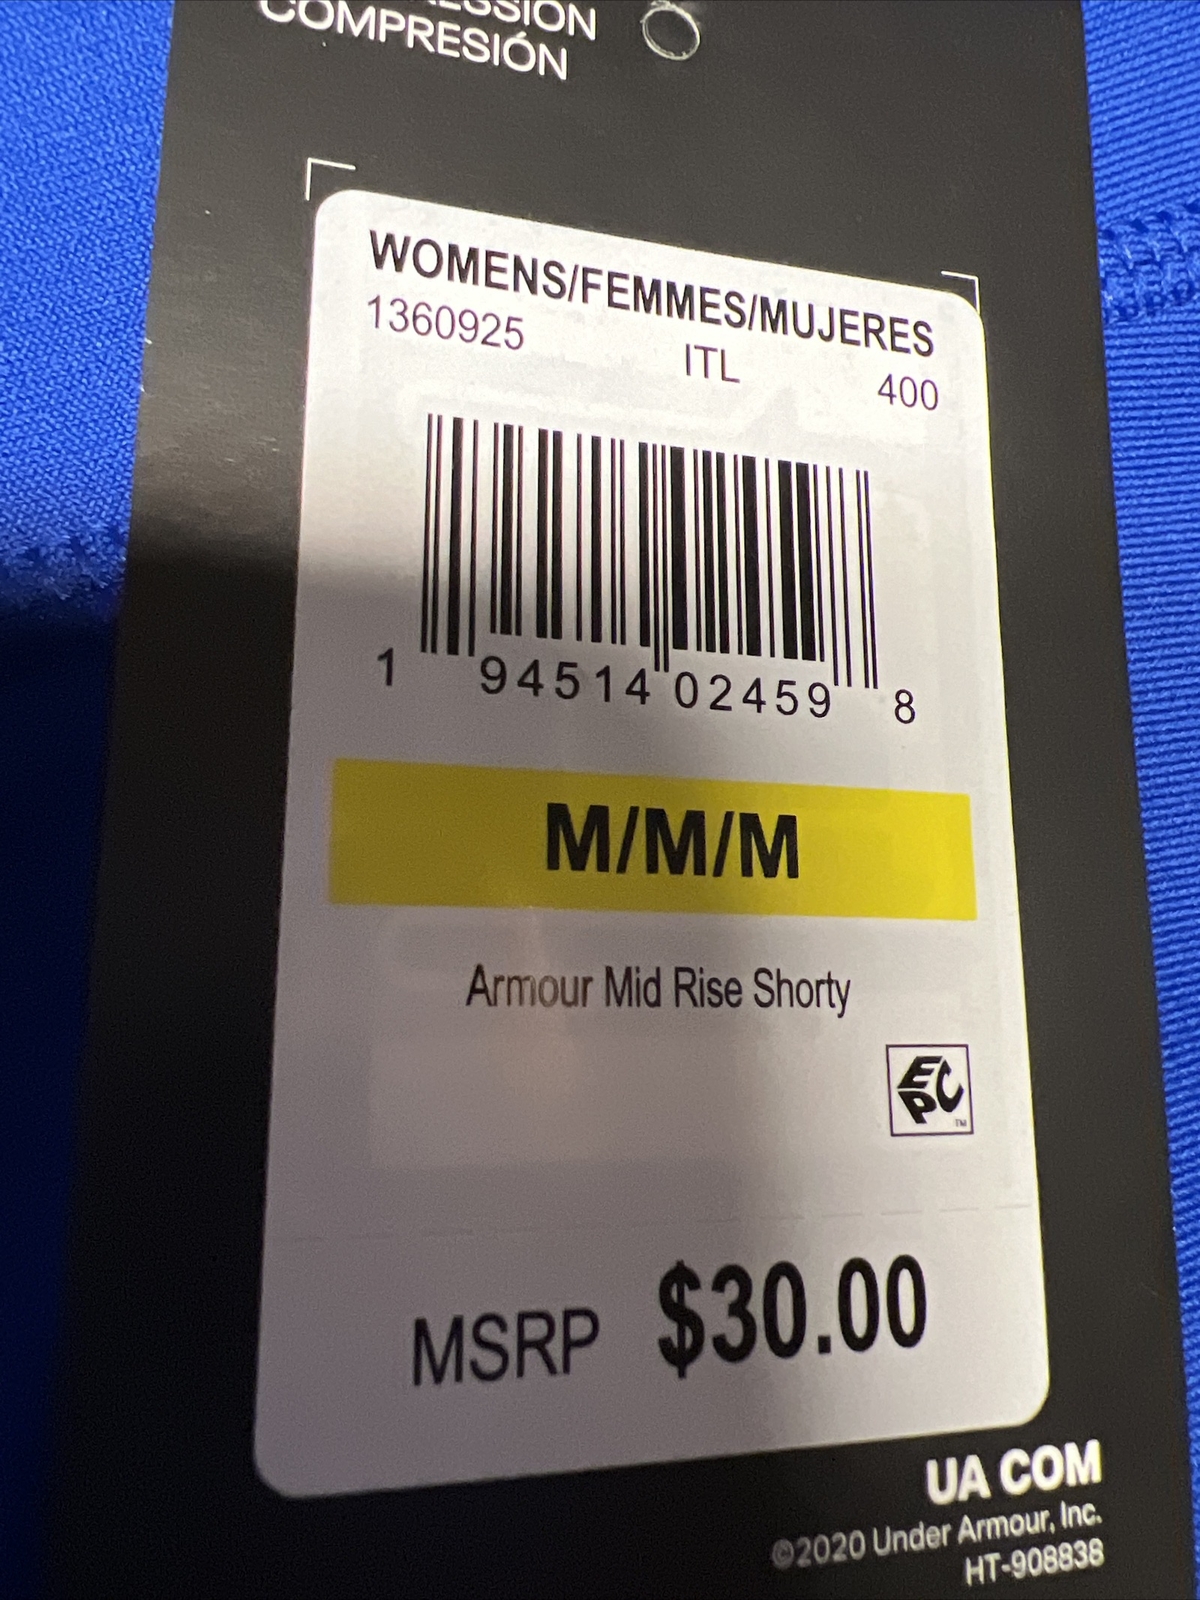 COMPRESIÓN
WOMENS/FEMMES/MUJERES
1360925 ITL 400
1 94514 02459 8
M/M/M
Armour Mid Rise Shorty
EPC™
MSRP $30.00
UA COM
©2020 Under Armour, Inc.
HT-908838